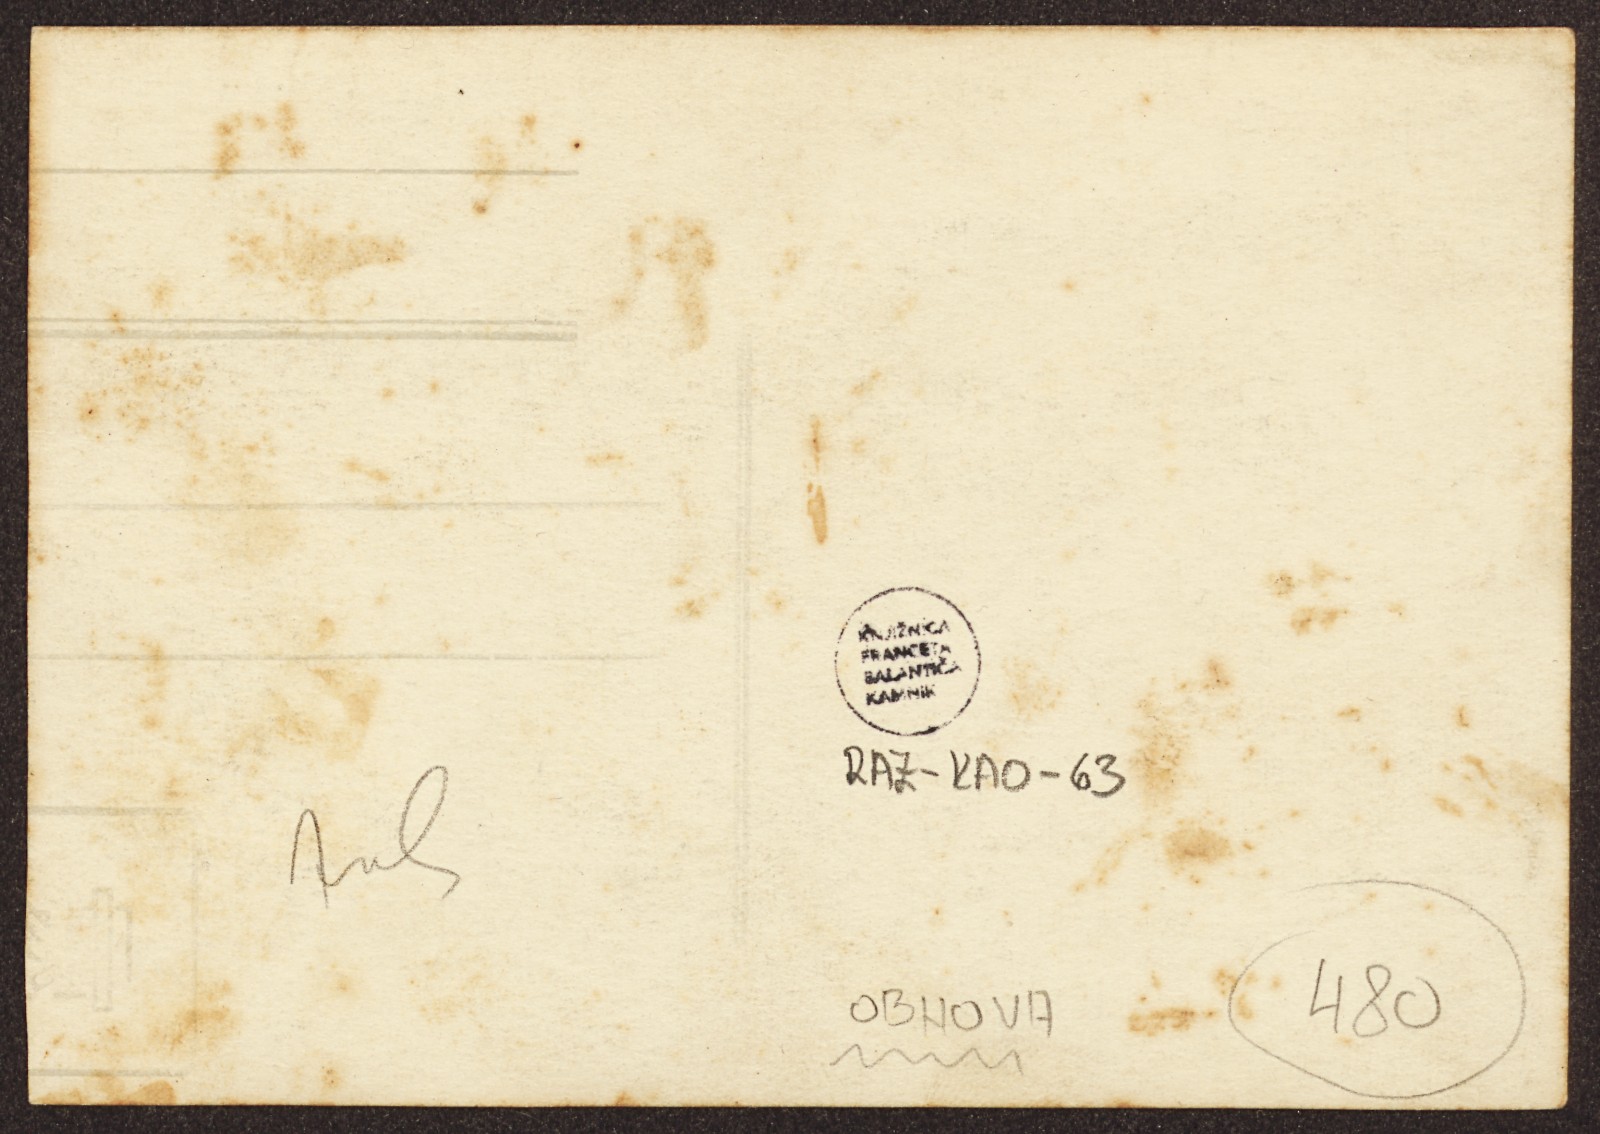 KNJIŽNICA
FRANCETA
BALANTIČA
KAMNIK
RAZ-KAO-63
OBNOVA
480